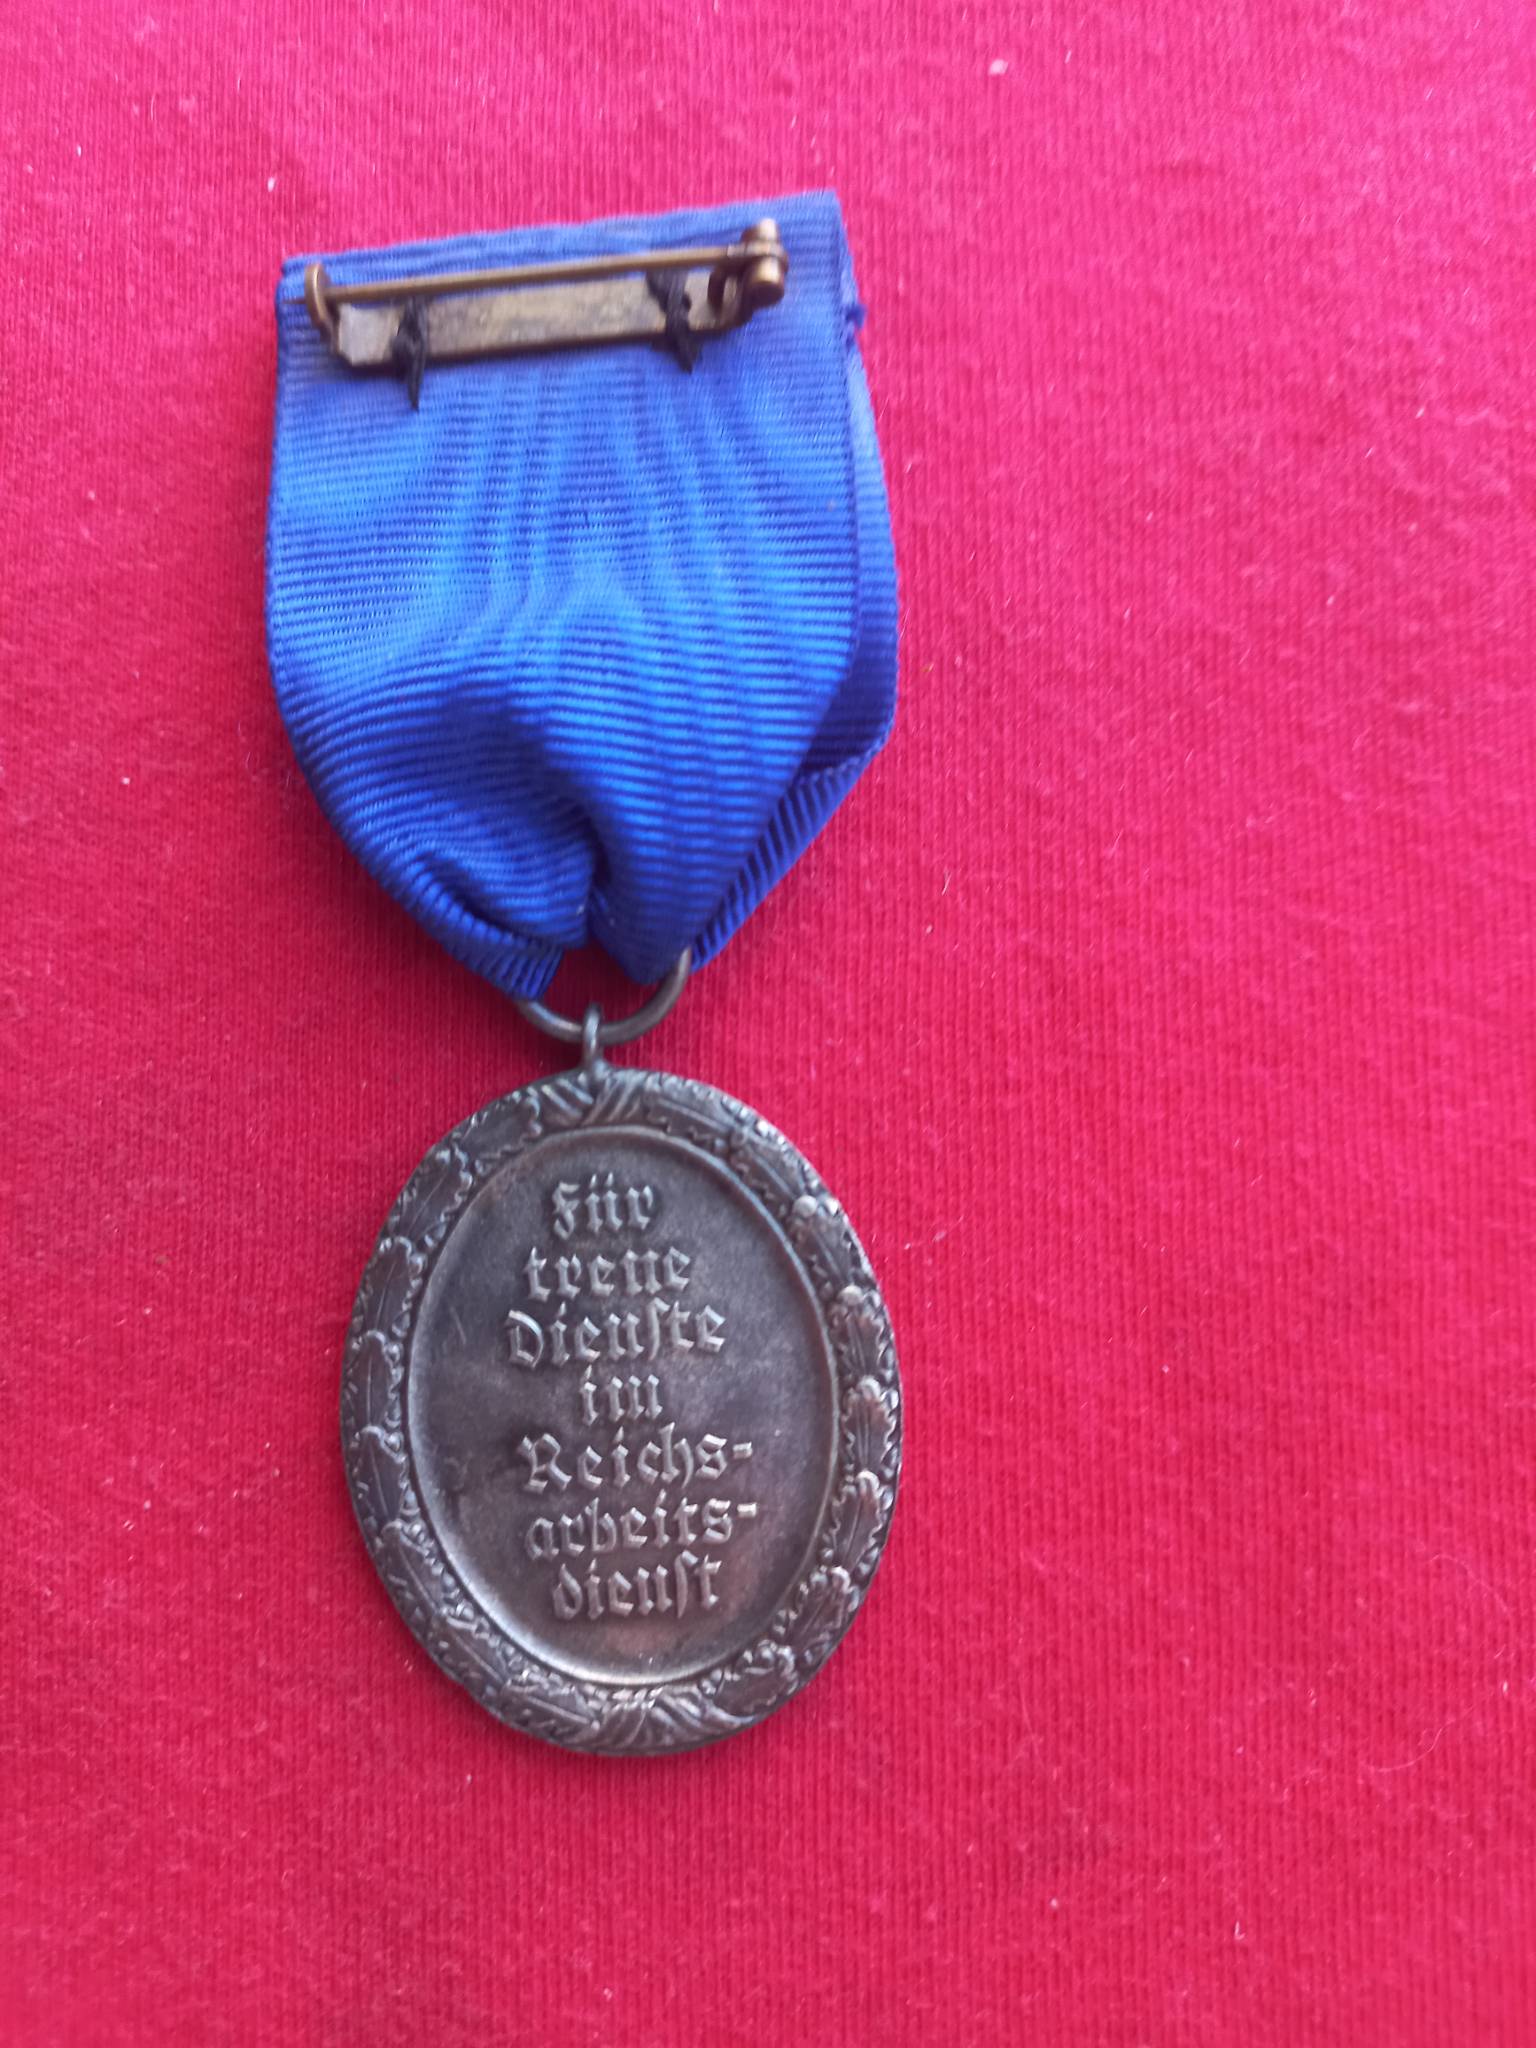 Für
treue
Dienste
im
Reichs-
arbeits-
dienst